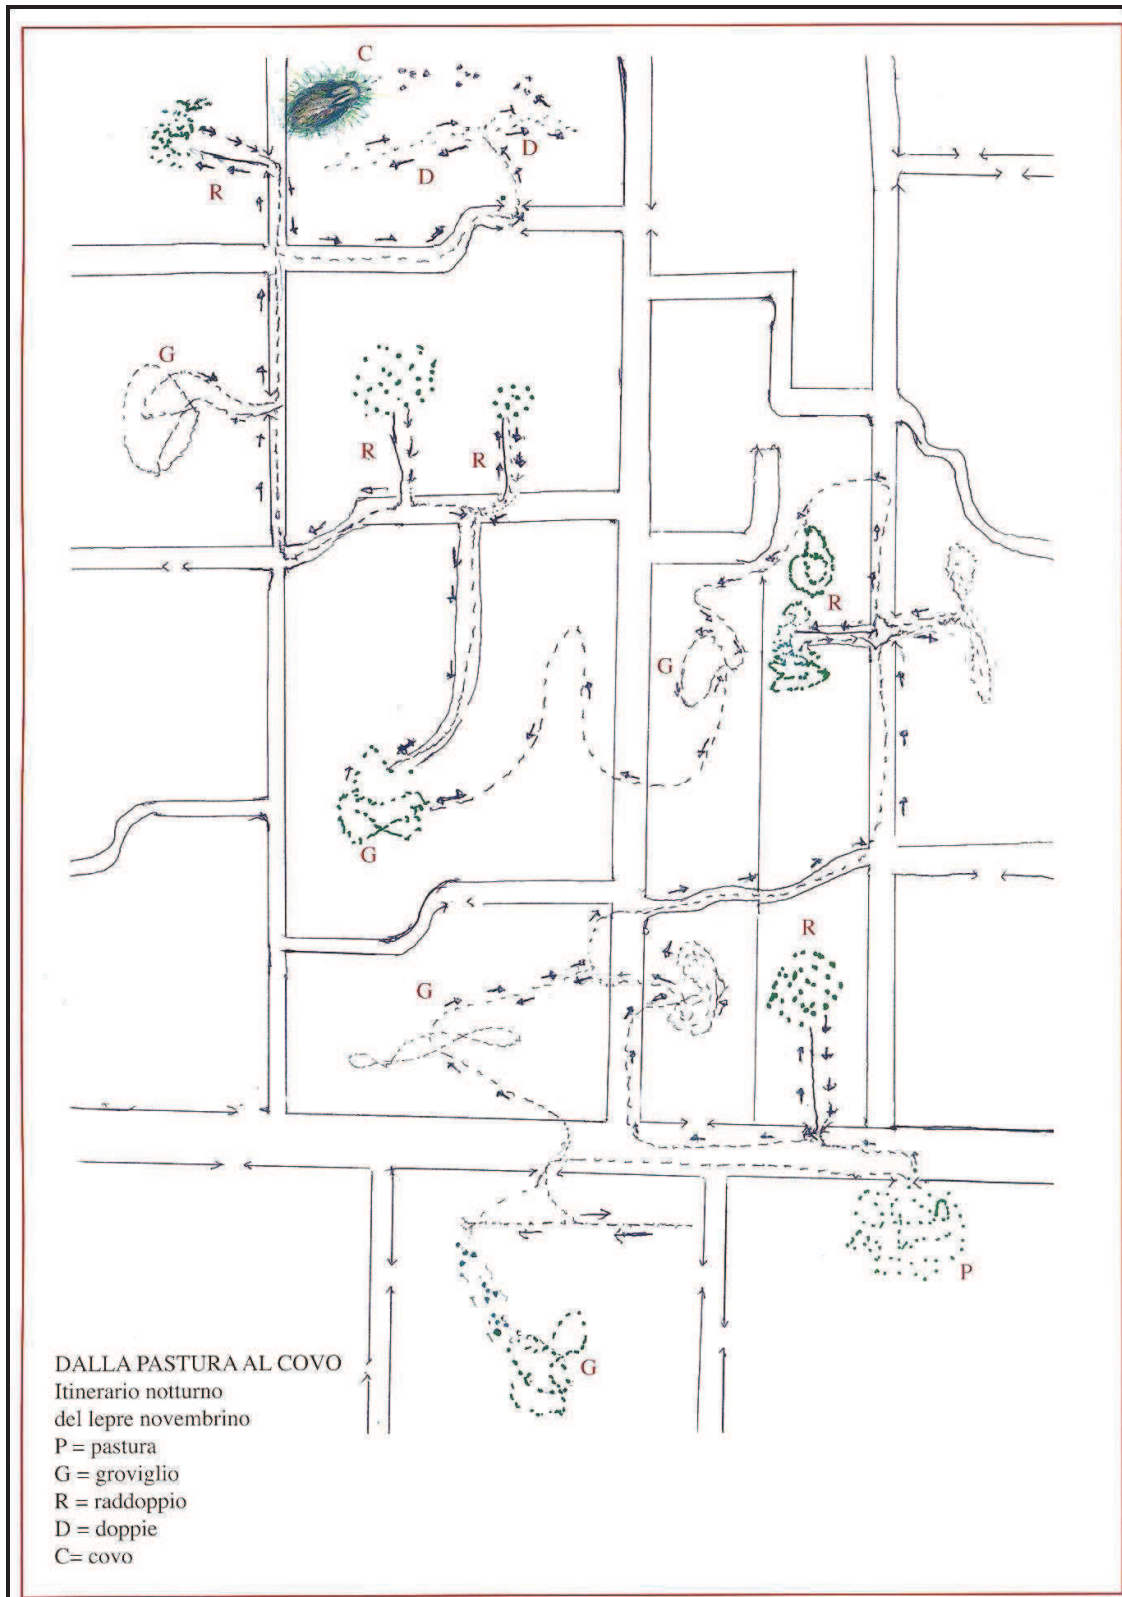 C
D
D
R
G
R
R
R
G
G
R
G
P
G
DALLA PASTURA AL COVO
Itinerario notturno
del lepre novembrino
P = pastura
G = groviglio
R = raddoppio
D = doppie
C= covo